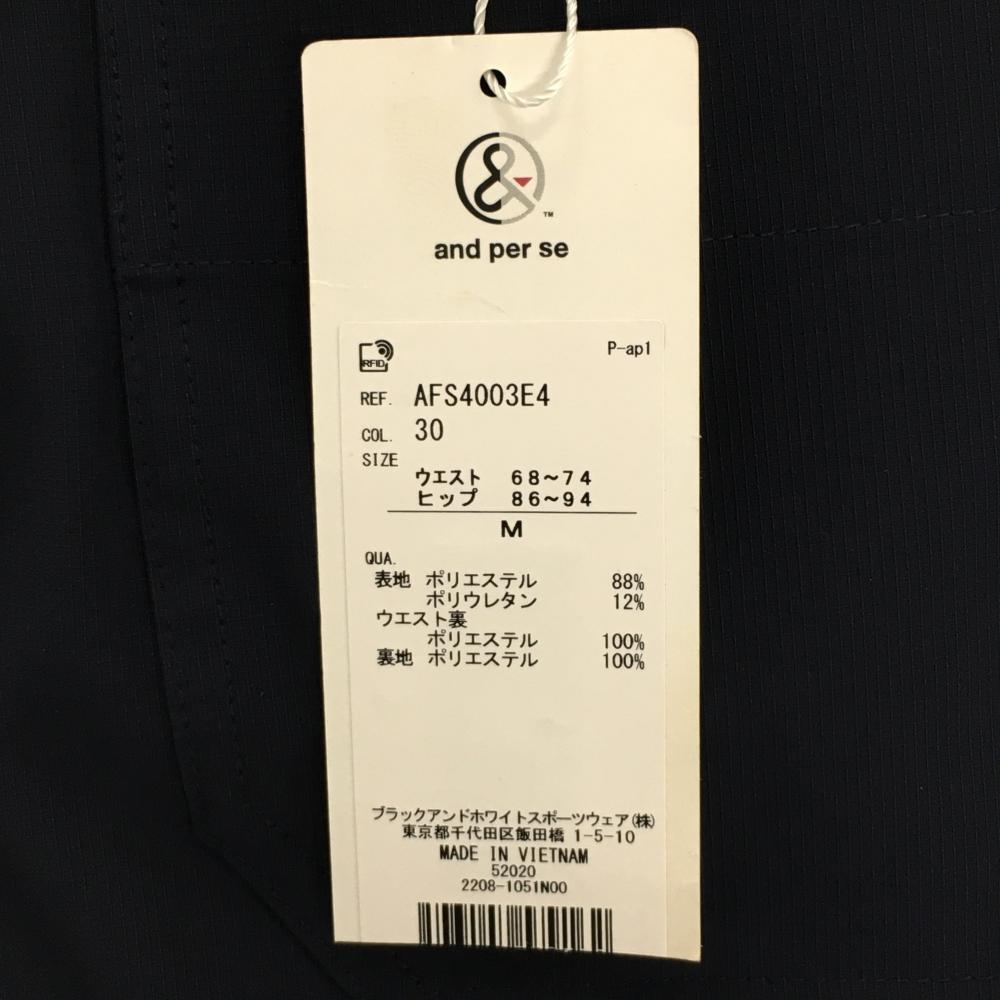 &
TM
and per se
RFID
P-ap1
REF. AFS4003E4
COL. 30
SIZE
ウエスト 68~74
ヒップ 86~94
M
QUA.
表地 ポリエステル 88%
ポリウレタン 12%
ウエスト裏
ポリエステル 100%
裏地 ポリエステル 100%
ブラックアンドホワイトスポーツウェア(株)
東京都千代田区飯田橋 1-5-10
MADE IN VIETNAM
52020
2208-1051N00